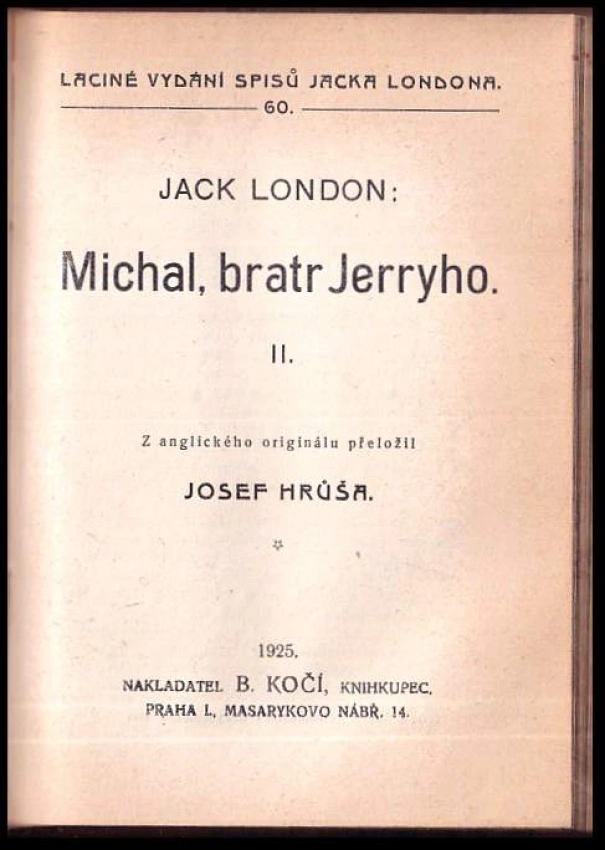 LACINÉ VYDÁNÍ SPISŮ JACKA LONDONA.
60.
JACK LONDON:
Michal, bratr Jerryho.
II.
Z anglického originálu přeložil
JOSEF HRŮŠA.
1925.
NAKLADATEL B. KOČÍ, KNIHKUPEC,
PRAHA I., MASARYKOVO NÁBŘ. 14.